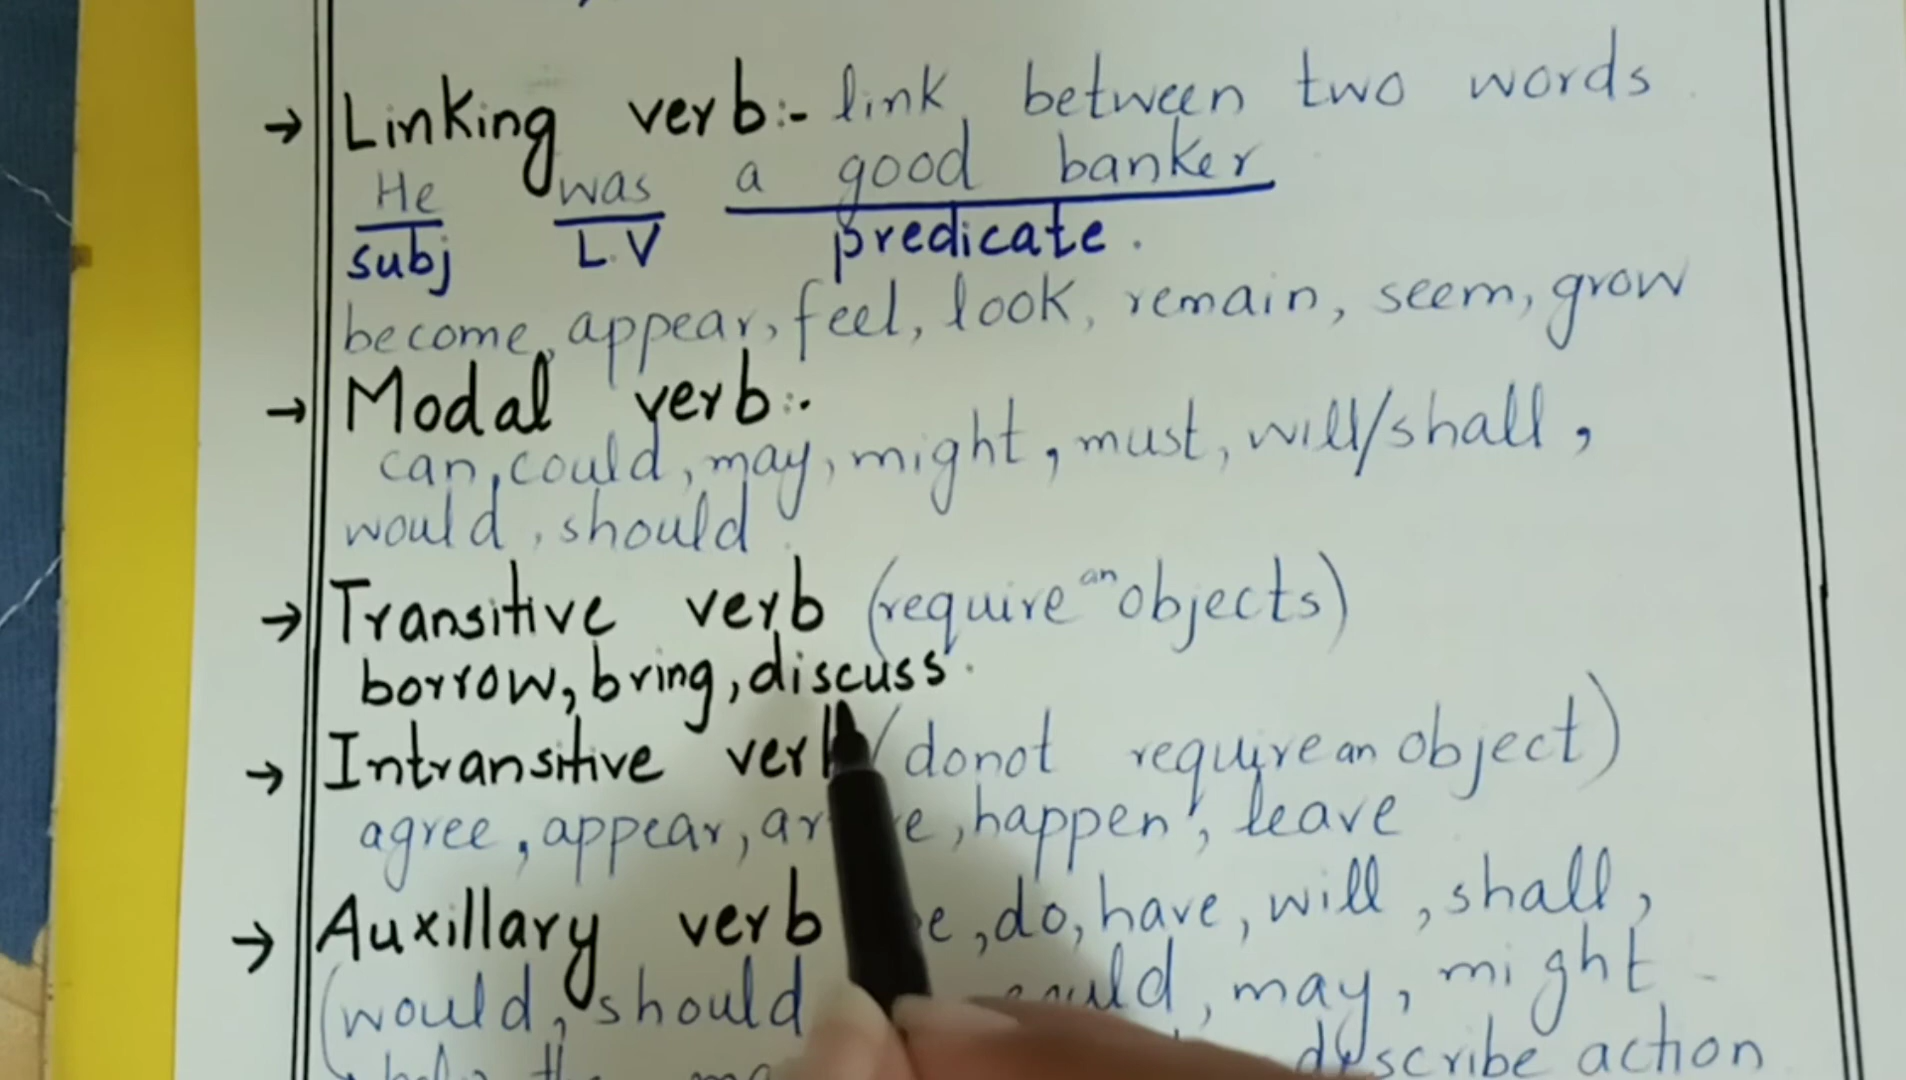 → Linking verb:- link between two words
He was a good banker
subj L.V predicate.
become, appear, feel, look, remain, seem, grow
→ Modal verb:-
can, could, may, might, must, will/shall,
would, should
→ Transitive verb (require an objects)
borrow, bring, discuss.
→ Intransitive verb (donot require an object)
agree, appear, happen, leave
→ Auxillary verb do, have, will, shall,
(would, should may, might
describe action